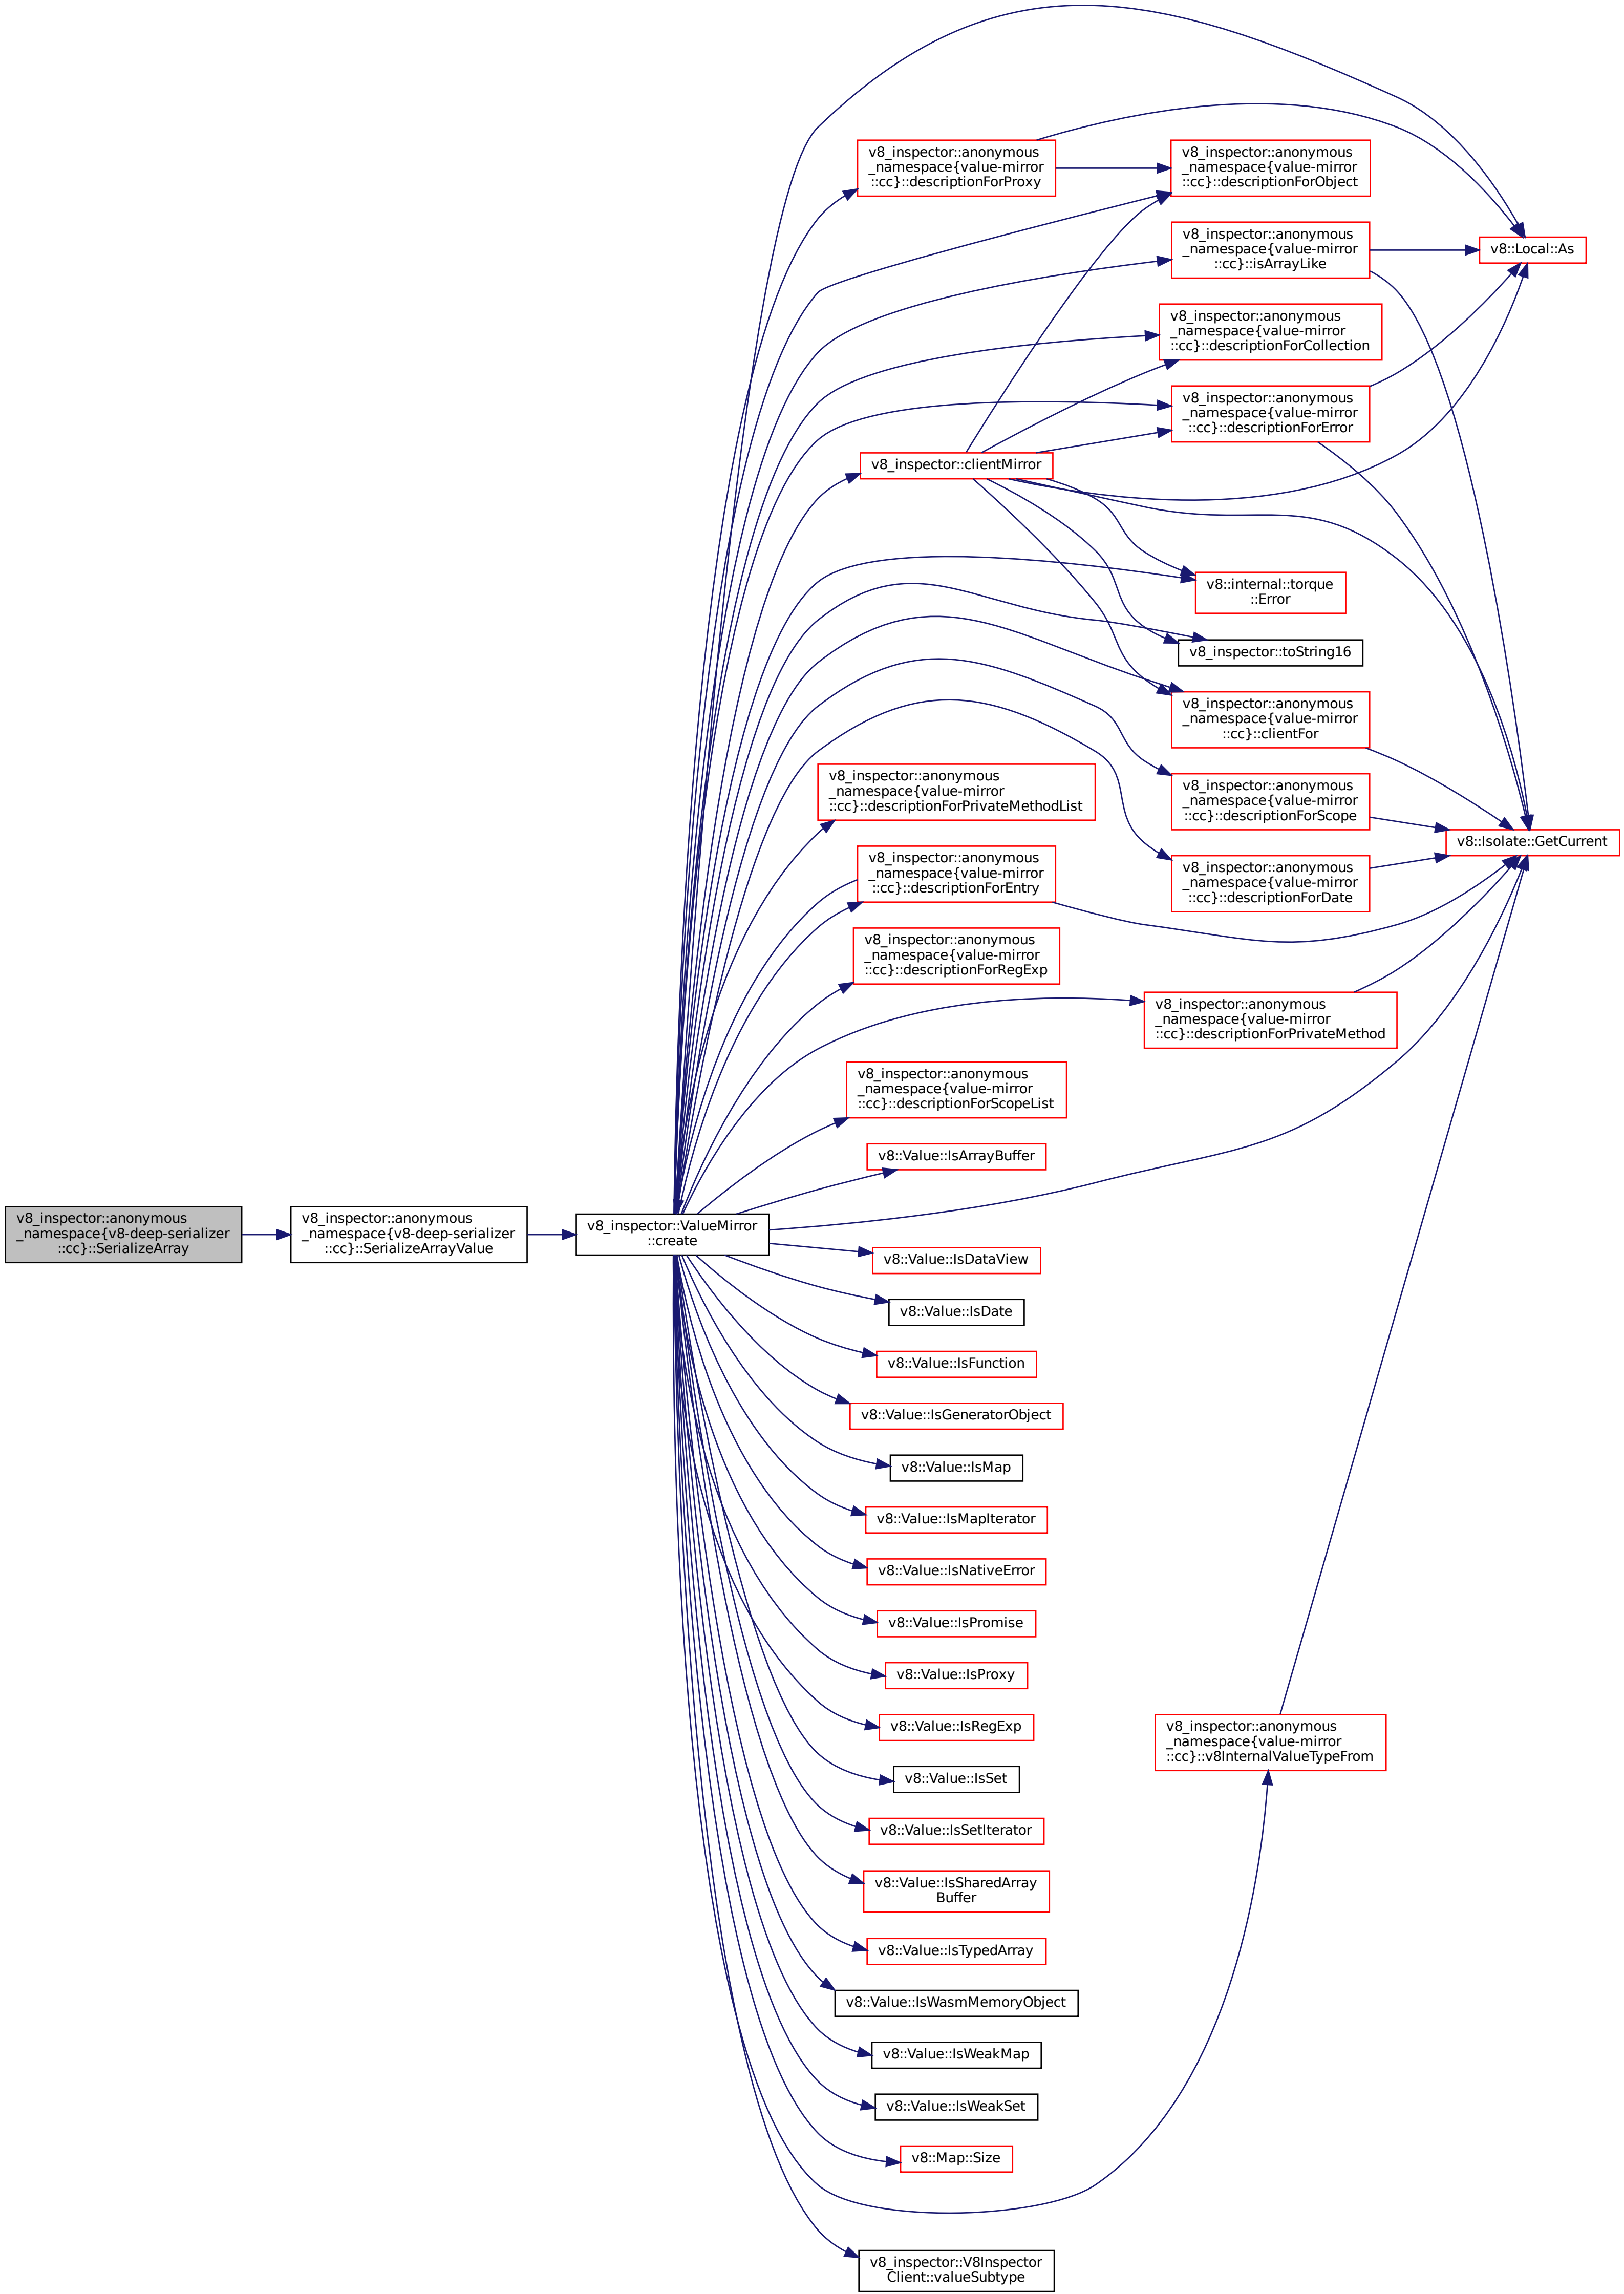 v8_inspector::anonymous
_namespace{value-mirror
::cc}::descriptionForProxy
v8_inspector::anonymous
_namespace{value-mirror
::cc}::descriptionForObject
v8_inspector::anonymous
_namespace{value-mirror
::cc}::isArrayLike
v8::Local::As
v8_inspector::anonymous
_namespace{value-mirror
::cc}::descriptionForCollection
v8_inspector::anonymous
_namespace{value-mirror
::cc}::descriptionForError
v8_inspector::clientMirror
v8::internal::torque
::Error
v8_inspector::toString16
v8_inspector::anonymous
_namespace{value-mirror
::cc}::clientFor
v8_inspector::anonymous
_namespace{value-mirror
::cc}::descriptionForPrivateMethodList
v8_inspector::anonymous
_namespace{value-mirror
::cc}::descriptionForScope
v8::Isolate::GetCurrent
v8_inspector::anonymous
_namespace{value-mirror
::cc}::descriptionForEntry
v8_inspector::anonymous
_namespace{value-mirror
::cc}::descriptionForDate
v8_inspector::anonymous
_namespace{value-mirror
::cc}::descriptionForRegExp
v8_inspector::anonymous
_namespace{value-mirror
::cc}::descriptionForPrivateMethod
v8_inspector::anonymous
_namespace{value-mirror
::cc}::descriptionForScopeList
v8::Value::IsArrayBuffer
v8_inspector::anonymous
_namespace{v8-deep-serializer
::cc}::SerializeArray
v8_inspector::anonymous
_namespace{v8-deep-serializer
::cc}::SerializeArrayValue
v8_inspector::ValueMirror
::create
v8::Value::IsDataView
v8::Value::IsDate
v8::Value::IsFunction
v8::Value::IsGeneratorObject
v8::Value::IsMap
v8::Value::IsMapIterator
v8::Value::IsNativeError
v8::Value::IsPromise
v8::Value::IsProxy
v8::Value::IsRegExp
v8_inspector::anonymous
_namespace{value-mirror
::cc}::v8InternalValueTypeFrom
v8::Value::IsSet
v8::Value::IsSetIterator
v8::Value::IsSharedArray
Buffer
v8::Value::IsTypedArray
v8::Value::IsWasmMemoryObject
v8::Value::IsWeakMap
v8::Value::IsWeakSet
v8::Map::Size
v8_inspector::V8Inspector
Client::valueSubtype